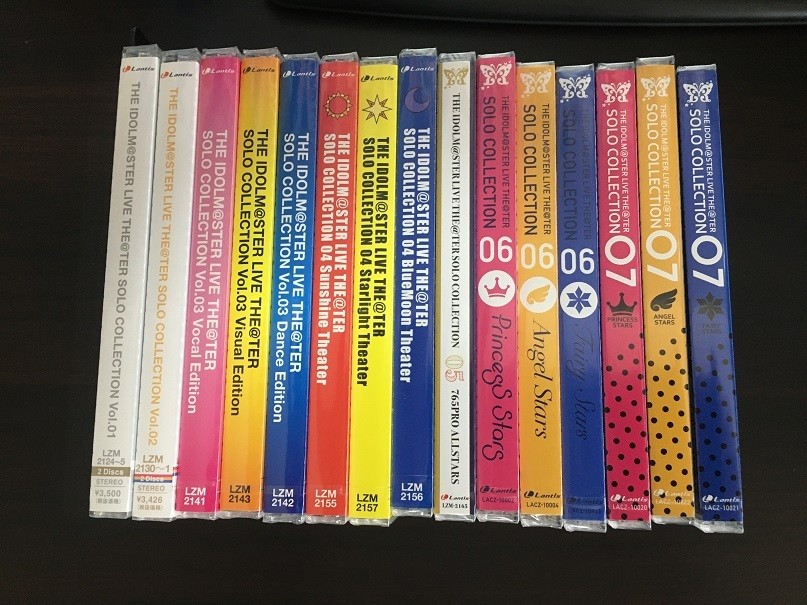 Lantis
THE IDOLM@STER LIVE THE@TER SOLO COLLECTION Vol.01
LZM
2124~5
2 Discs
STEREO
¥3,500
Lantis
THE IDOLM@STER LIVE THE@TER SOLO COLLECTION Vol.02
LZM
2130~1
2 Discs
STEREO
¥3,426
Lantis
THE IDOLM@STER LIVE THE@TER
SOLO COLLECTION Vol.03 Vocal Edition
LZM
2141
Lantis
THE IDOLM@STER LIVE THE@TER
SOLO COLLECTION Vol.03 Visual Edition
LZM
2143
Lantis
THE IDOLM@STER LIVE THE@TER
SOLO COLLECTION Vol.03 Dance Edition
LZM
2142
Lantis
THE IDOLM@STER LIVE THE@TER
SOLO COLLECTION 04 Sunshine Theater
LZM
2155
Lantis
THE IDOLM@STER LIVE THE@TER
SOLO COLLECTION 04 Starlight Theater
LZM
2157
Lantis
THE IDOLM@STER LIVE THE@TER
SOLO COLLECTION 04 BlueMoon Theater
LZM
2156
THE IDOLM@STER LIVE THE@TER SOLO COLLECTION 05 765PRO ALLSTARS
Lantis
LZM-2163
THE IDOLM@STER LIVE THE@TER
SOLO COLLECTION 06 Princess Stars
Lantis
THE IDOLM@STER LIVE THE@TER
SOLO COLLECTION 06 Angel Stars
Lantis
LACZ-10004
THE IDOLM@STER LIVE THE@TER
SOLO COLLECTION 06 Fairy Stars
THE IDOLM@STER LIVE THE@TER
SOLO COLLECTION 07
PRINCESS
STARS
Lantis
LACZ-10020
THE IDOLM@STER LIVE THE@TER
SOLO COLLECTION 07
ANGEL
STARS
Lantis
THE IDOLM@STER LIVE THE@TER
SOLO COLLECTION 07
FAIRY
STARS
Lantis
LACZ-10021